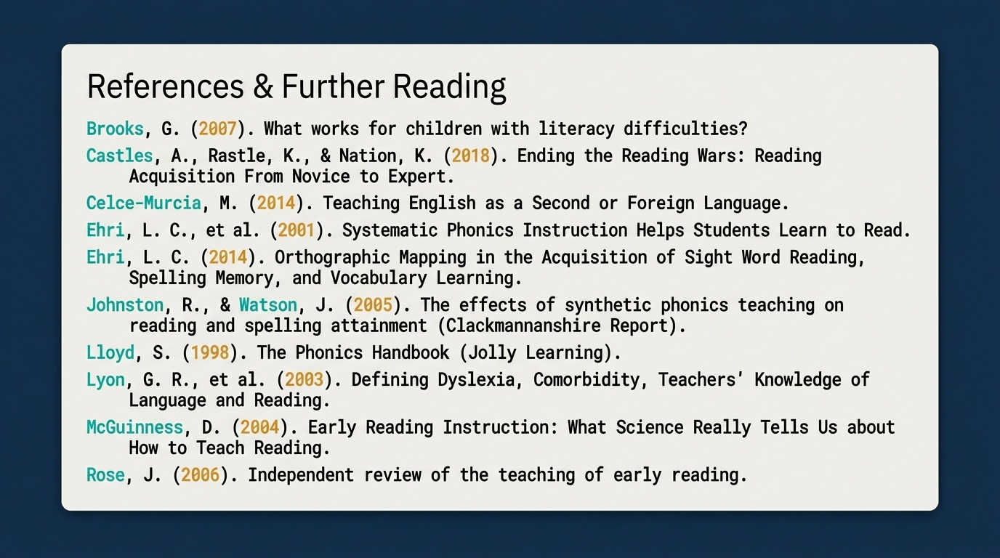 References & Further Reading
Brooks, G. (2007). What works for children with literacy difficulties?
Castles, A., Rastle, K., & Nation, K. (2018). Ending the Reading Wars: Reading
Acquisition From Novice to Expert.
Celce-Murcia, M. (2014). Teaching English as a Second or Foreign Language.
Ehri, L. C., et al. (2001). Systematic Phonics Instruction Helps Students Learn to Read.
Ehri, L. C. (2014). Orthographic Mapping in the Acquisition of Sight Word Reading,
Spelling Memory, and Vocabulary Learning.
Johnston, R., & Watson, J. (2005). The effects of synthetic phonics teaching on
reading and spelling attainment (Clackmannanshire Report).
Lloyd, S. (1998). The Phonics Handbook (Jolly Learning).
Lyon, G. R., et al. (2003). Defining Dyslexia, Comorbidity, Teachers' Knowledge of
Language and Reading.
McGuinness, D. (2004). Early Reading Instruction: What Science Really Tells Us about
How to Teach Reading.
Rose, J. (2006). Independent review of the teaching of early reading.